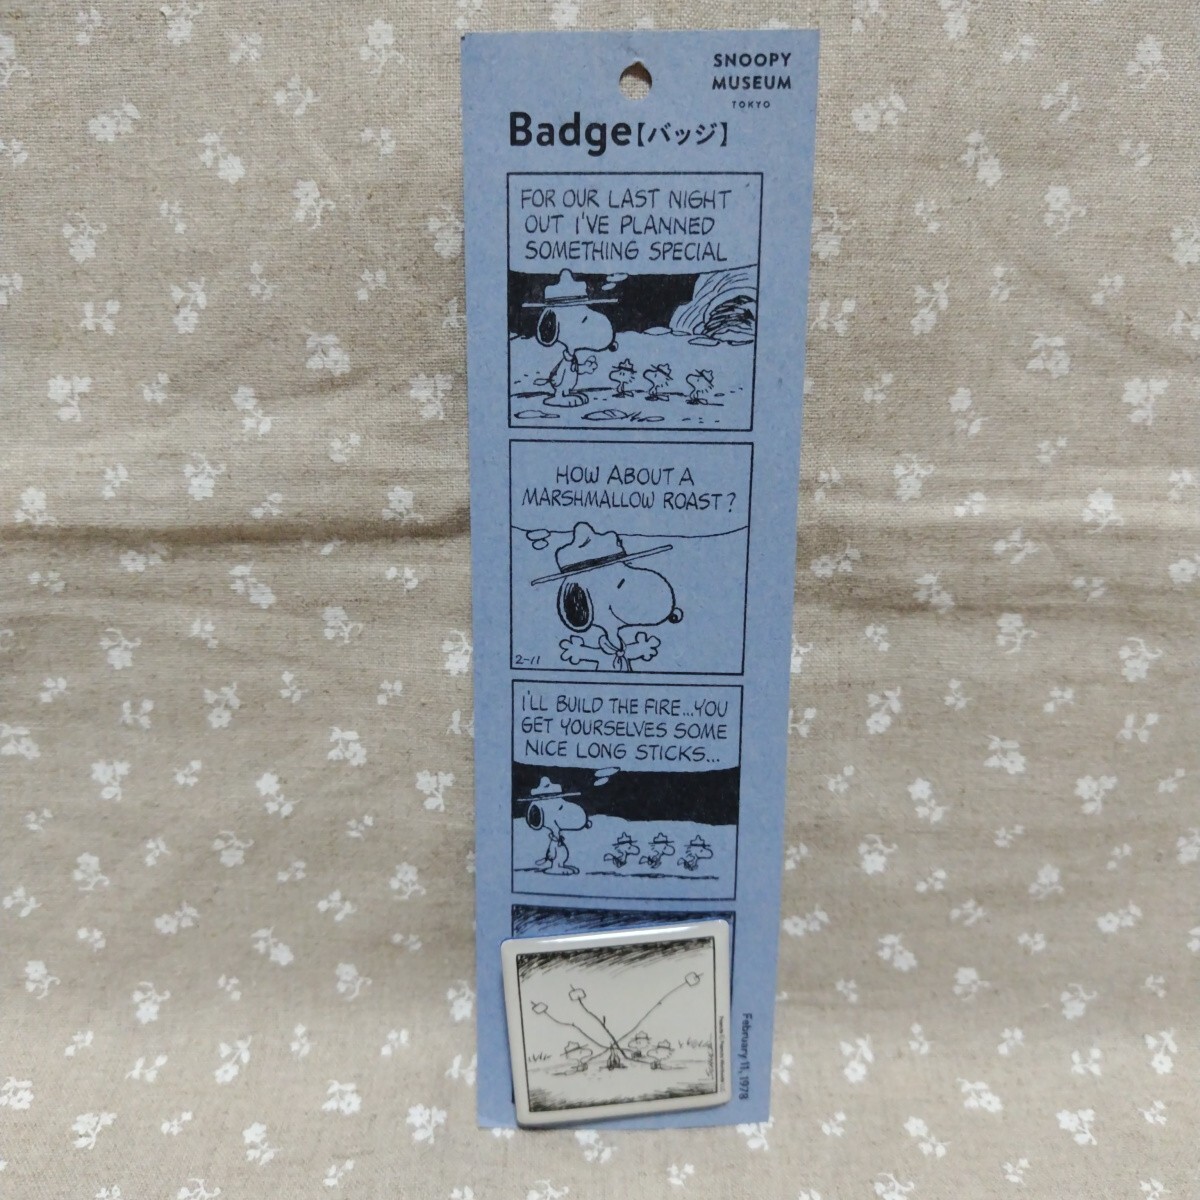 SNOOPY
MUSEUM
TOKYO
Badge【バッジ】
FOR OUR LAST NIGHT
OUT I'VE PLANNED
SOMETHING SPECIAL
HOW ABOUT A
MARSHMALLOW ROAST?
2-11
I'LL BUILD THE FIRE...YOU
GET YOURSELVES SOME
NICE LONG STICKS...
February 11, 1978